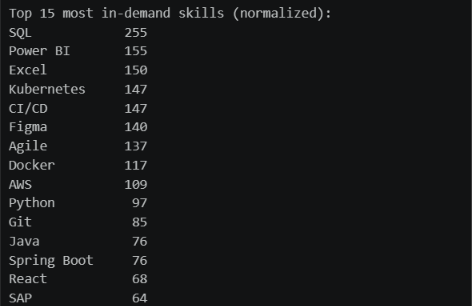 Top 15 most in-demand skills (normalized):
SQL 255
Power BI 155
Excel 150
Kubernetes 147
CI/CD 147
Figma 140
Agile 137
Docker 117
AWS 109
Python 97
Git 85
Java 76
Spring Boot 76
React 68
SAP 64